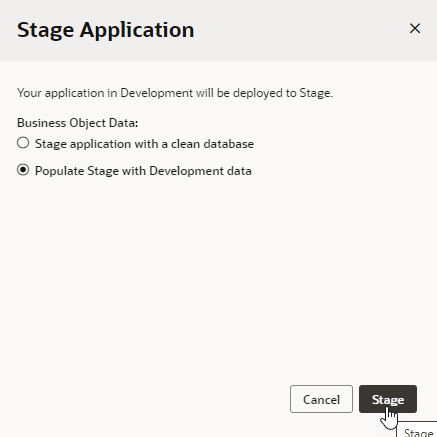 Stage Application
Your application in Development will be deployed to Stage.
Business Object Data:
Stage application with a clean database
Populate Stage with Development data
Cancel
Stage
Stage